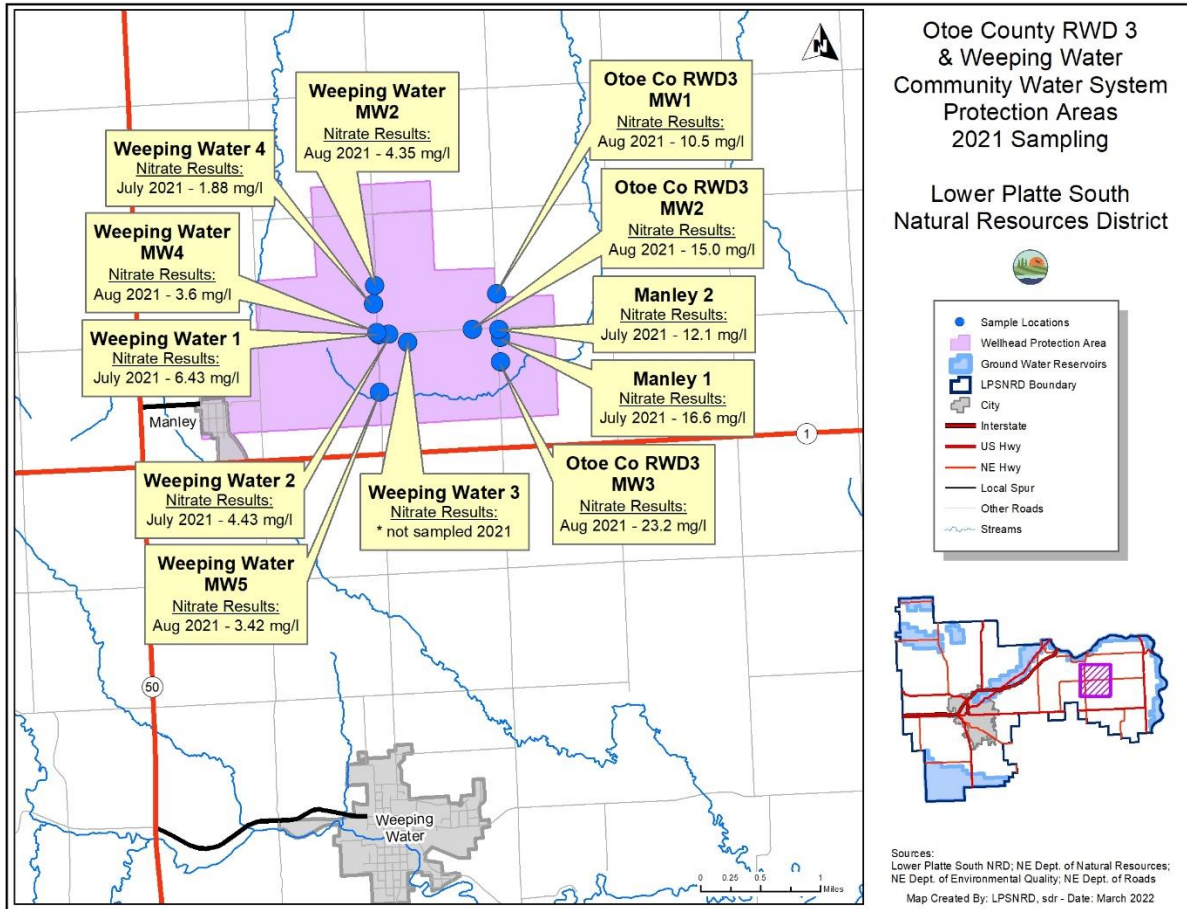 Otoe County RWD 3
& Weeping Water
Community Water System
Protection Areas
2021 Sampling
Lower Platte South
Natural Resources District
N
Weeping Water
MW2
Nitrate Results:
Aug 2021 - 4.35 mg/l
Otoe Co RWD3
MW1
Nitrate Results:
Aug 2021 - 10.5 mg/l
Weeping Water 4
Nitrate Results:
July 2021 - 1.88 mg/l
Otoe Co RWD3
MW2
Nitrate Results:
Aug 2021 - 15.0 mg/l
Weeping Water
MW4
Nitrate Results:
Aug 2021 - 3.6 mg/l
Manley 2
Nitrate Results:
July 2021 - 12.1 mg/l
Weeping Water 1
Nitrate Results:
July 2021 - 6.43 mg/l
Manley 1
Nitrate Results:
July 2021 - 16.6 mg/l
Manley
1
Weeping Water 2
Nitrate Results:
July 2021 - 4.43 mg/l
Weeping Water 3
Nitrate Results:
* not sampled 2021
Otoe Co RWD3
MW3
Nitrate Results:
Aug 2021 - 23.2 mg/l
Weeping Water
MW5
Nitrate Results:
Aug 2021 - 3.42 mg/l
50
Weeping
Water
0 0.25 0.5 1
Miles
Sample Locations
Wellhead Protection Area
Ground Water Reservoirs
LPSNRD Boundary
City
Interstate
US Hwy
NE Hwy
Local Spur
Other Roads
Streams
Sources:
Lower Platte South NRD; NE Dept. of Natural Resources;
NE Dept. of Environmental Quality; NE Dept. of Roads
Map Created By: LPSNRD, sdr - Date: March 2022